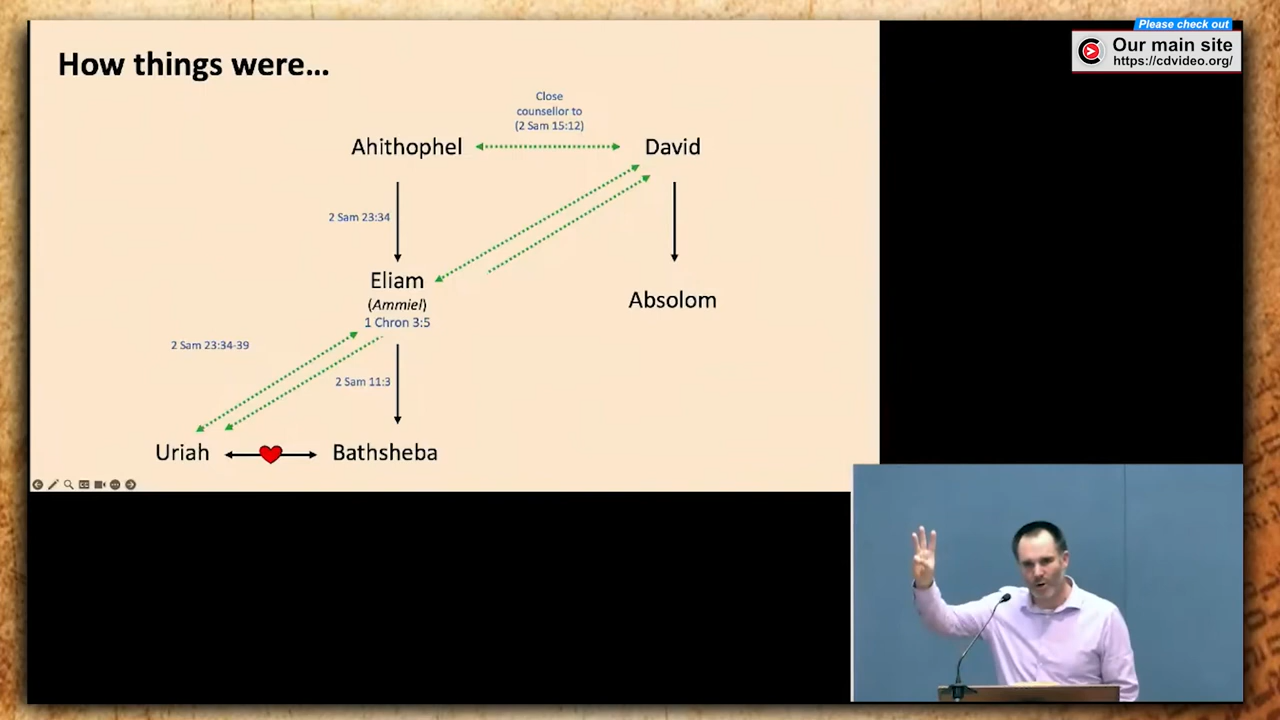 Please check out
Our main site
https://cdvideo.org/
How things were...
Close
counsellor to
(2 Sam 15:12)
Ahithophel
David
2 Sam 23:34
Eliam
(Ammiel)
1 Chron 3:5
Absolom
2 Sam 23:34-39
2 Sam 11:3
Uriah
Bathsheba